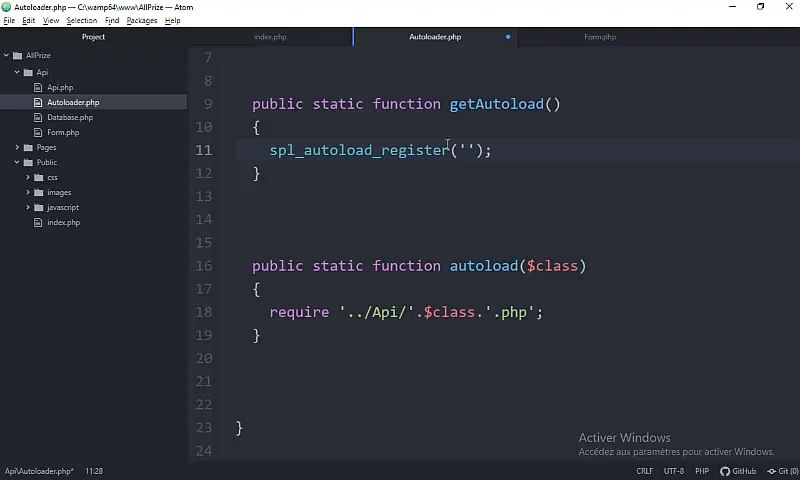 Autoloader.php — C:\wamp64\www\AllPrize — Atom
File Edit View Selection Find Packages Help
Project
index.php
Autoloader.php
Form.php
AllPrize
Api
Api.php
Autoloader.php
Database.php
Form.php
Pages
Public
css
images
javascript
index.php
7
8
9 public static function getAutoload()
10 {
11 spl_autoload_register('');
12 }
13
14
15
16 public static function autoload($class)
17 {
18 require '../Api/'.$class.'.php';
19 }
20
21
22
23 }
24
Activer Windows
Accédez aux paramètres pour activer Windows.
Api\Autoloader.php* 11:28 CRLF UTF-8 PHP GitHub Git (0)